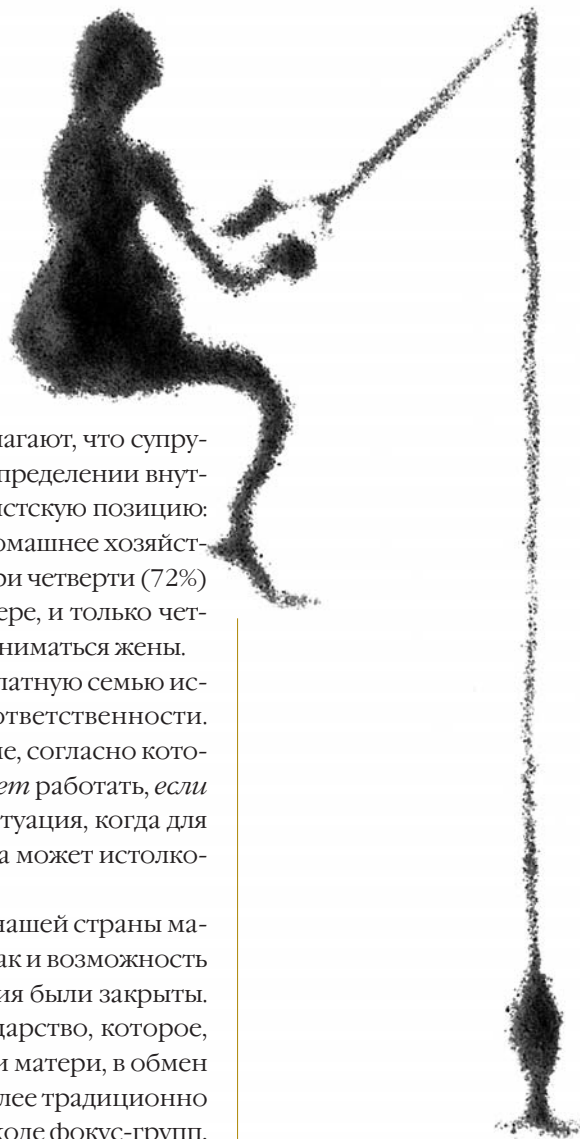 лагают, что супру-
пределении внут-
истскую позицию:
омашнее хозяйст-
ри четверти (72%)
ере, и только чет-
ниматься жены.
латную семью ис-
ответственности.
ие, согласно кото-
ет работать, если
туация, когда для
а может истолко-
нашей страны ма-
ак и возможность
ия были закрыты.
дарство, которое,
и матери, в обмен
лее традиционно
ходе фокус-групп.